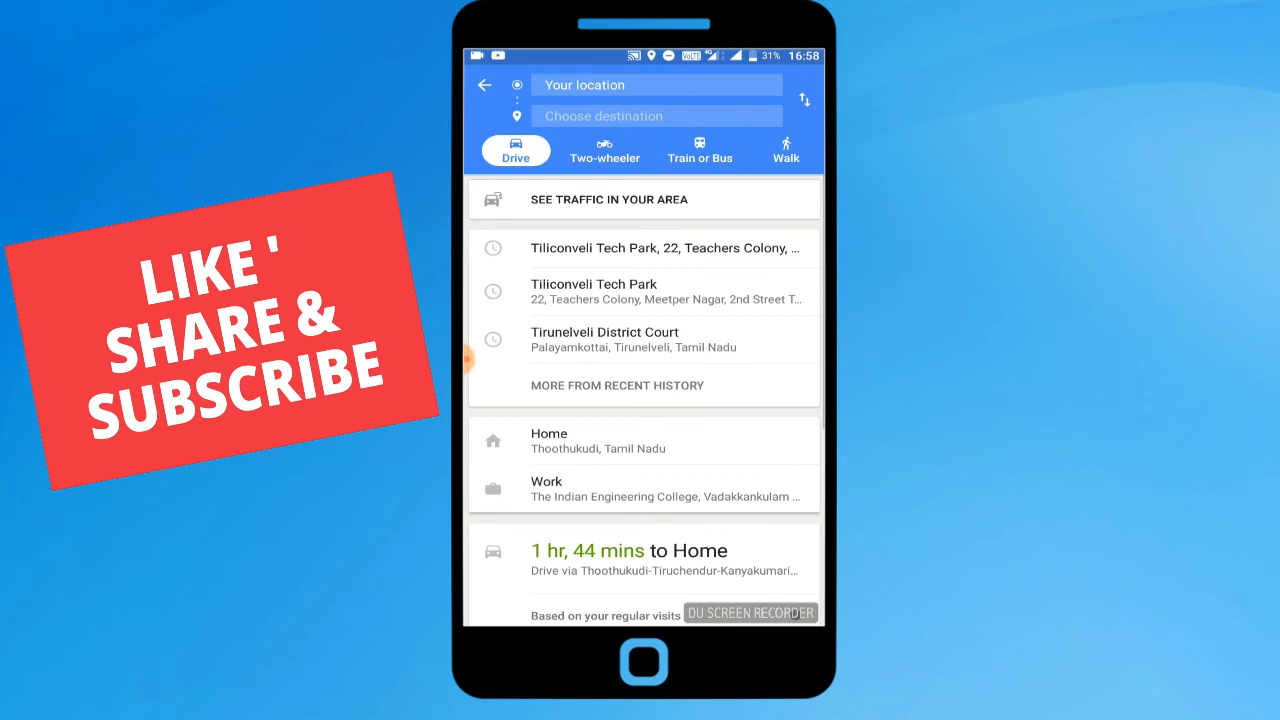 LIKE '
SHARE &
SUBSCRIBE
VoLTE 4G 31% 16:58
Your location
Choose destination
Drive Two-wheeler Train or Bus Walk
SEE TRAFFIC IN YOUR AREA
Tiliconveli Tech Park, 22, Teachers Colony, ...
Tiliconveli Tech Park
22, Teachers Colony, Meetper Nagar, 2nd Street T...
Tirunelveli District Court
Palayamkottai, Tirunelveli, Tamil Nadu
MORE FROM RECENT HISTORY
Home
Thoothukudi, Tamil Nadu
Work
The Indian Engineering College, Vadakkankulam ...
1 hr, 44 mins to Home
Drive via Thoothukudi-Tiruchendur-Kanyakumari...
Based on your regular visits
DU SCREEN RECORDER